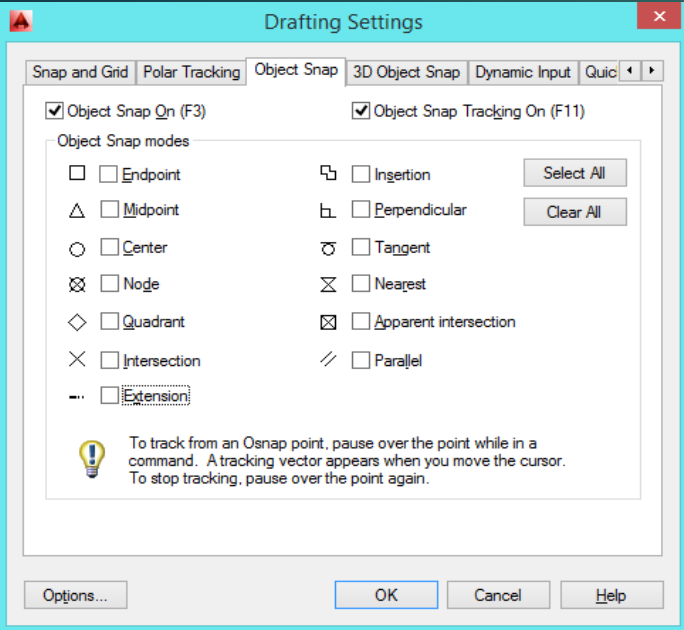 Drafting Settings
Snap and Grid Polar Tracking Object Snap 3D Object Snap Dynamic Input Quic
Object Snap On (F3) Object Snap Tracking On (F11)
Object Snap modes
Endpoint Insertion Select All
Midpoint Perpendicular Clear All
Center Tangent
Node Nearest
Quadrant Apparent intersection
Intersection Parallel
Extension
To track from an Osnap point, pause over the point while in a
command. A tracking vector appears when you move the cursor.
To stop tracking, pause over the point again.
Options... OK Cancel Help